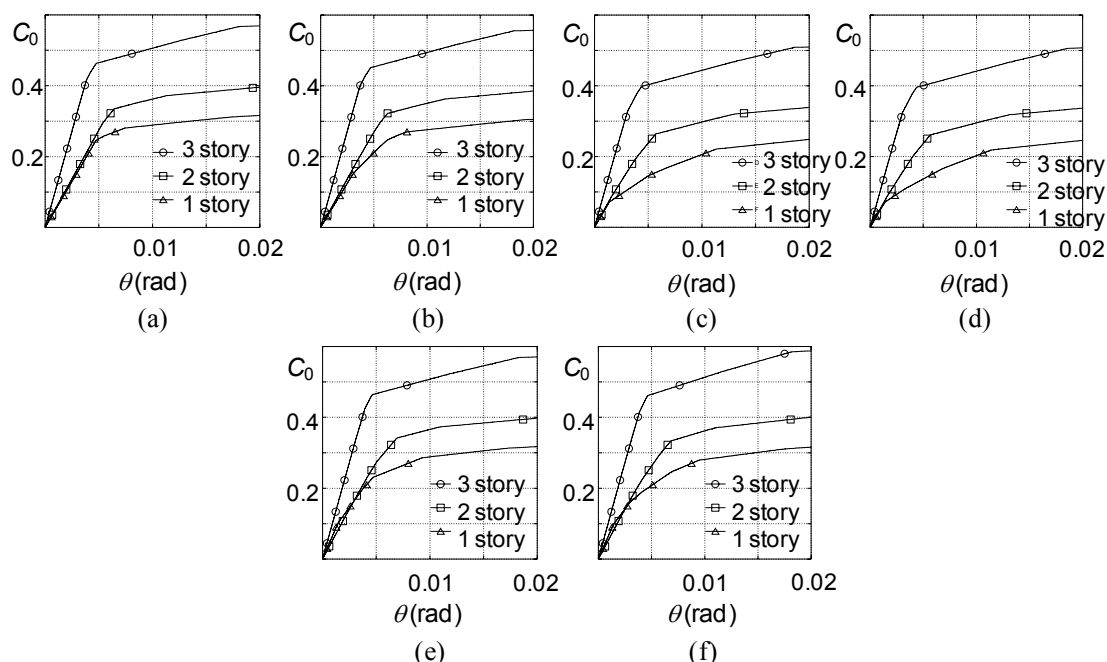 C0
0.4
0.2
3 story
2 story
1 story
0.01
0.02
θ(rad)
(a)
C0
0.4
0.2
3 story
2 story
1 story
0.01
0.02
θ(rad)
(b)
C0
0.4
0.2
3 story
2 story
1 story
0.01
0.02
θ(rad)
(c)
C0
0.4
0.2
3 story
2 story
1 story
0.01
0.02
θ(rad)
(d)
C0
0.4
0.2
3 story
2 story
1 story
0.01
0.02
θ(rad)
(e)
C0
0.4
0.2
3 story
2 story
1 story
0.01
0.02
θ(rad)
(f)